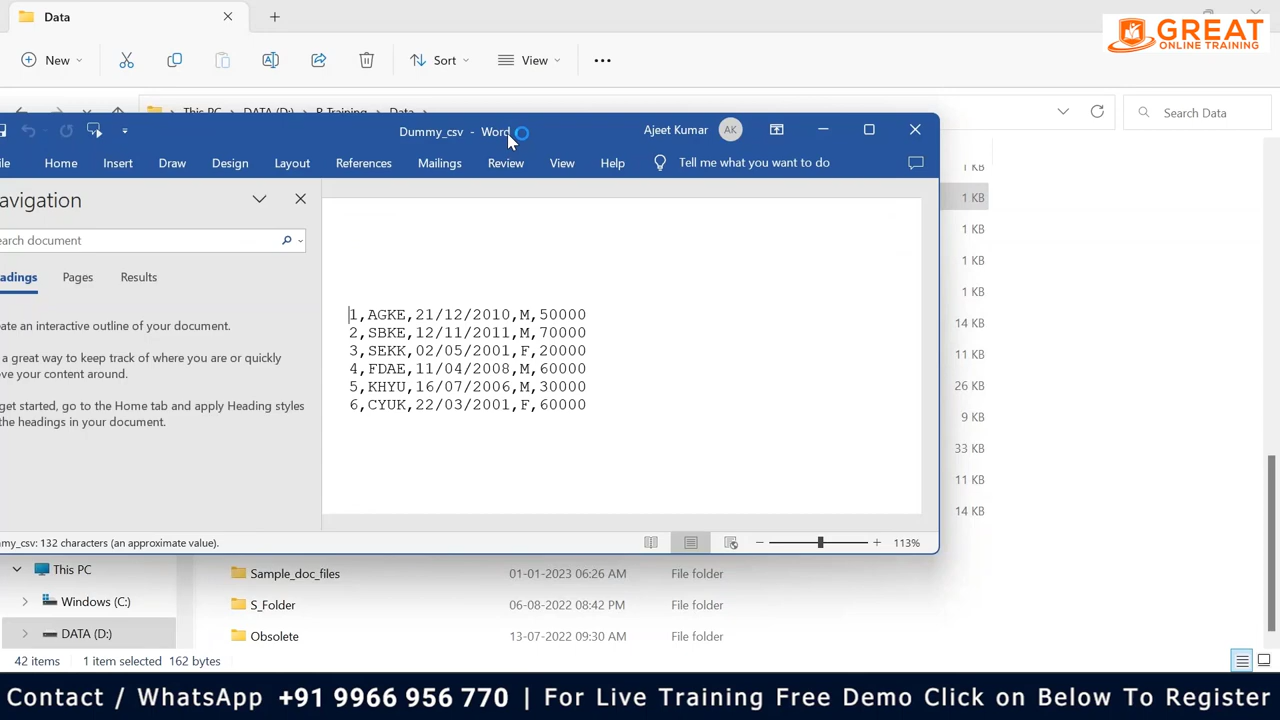 Data
GREAT
ONLINE TRAINING
New
Sort
View
This PC
DATA (D:)
R Training
Data
Search Data
Dummy_csv - Word
Ajeet Kumar
AK
ile
Home
Insert
Draw
Design
Layout
References
Mailings
Review
View
Help
Tell me what you want to do
avigation
earch document
adings
Pages
Results
eate an interactive outline of your document.
a great way to keep track of where you are or quickly
ove your content around.
get started, go to the Home tab and apply Heading styles
the headings in your document.
1,AGKE,21/12/2010,M,50000
2,SBKE,12/11/2011,M,70000
3,SEKK,02/05/2001,F,20000
4,FDAE,11/04/2008,M,60000
5,KHYU,16/07/2006,M,30000
6,CYUK,22/03/2001,F,60000
1 KB
1 KB
1 KB
1 KB
1 KB
14 KB
11 KB
26 KB
9 KB
33 KB
11 KB
14 KB
my_csv: 132 characters (an approximate value).
113%
This PC
Windows (C:)
DATA (D:)
Sample_doc_files 01-01-2023 06:26 AM File folder
S_Folder 06-08-2022 08:42 PM File folder
Obsolete 13-07-2022 09:30 AM File folder
42 items 1 item selected 162 bytes
Contact / WhatsApp +91 9966 956 770 | For Live Training Free Demo Click on Below To Register